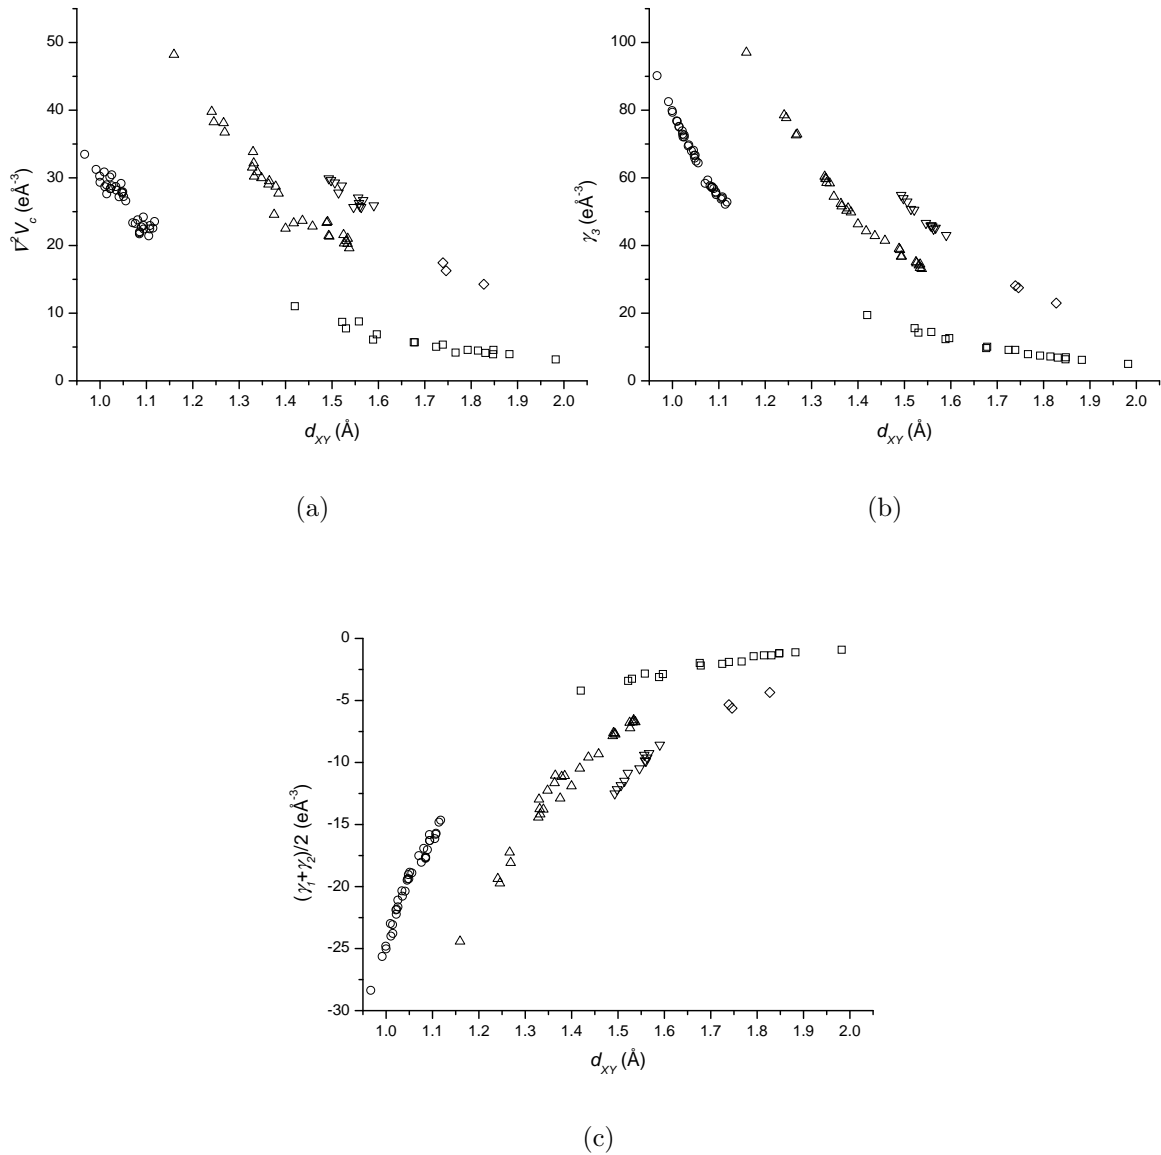 50
40
30
20
10
0
∇²V_c (eÅ⁻³)
1.0 1.1 1.2 1.3 1.4 1.5 1.6 1.7 1.8 1.9 2.0
d_XY (Å)
(a)
100
80
60
40
20
0
γ₃ (eÅ⁻³)
1.0 1.1 1.2 1.3 1.4 1.5 1.6 1.7 1.8 1.9 2.0
d_XY (Å)
(b)
0
-5
-10
-15
-20
-25
-30
(γ₁+γ₂)/2 (eÅ⁻³)
1.0 1.1 1.2 1.3 1.4 1.5 1.6 1.7 1.8 1.9 2.0
d_XY (Å)
(c)